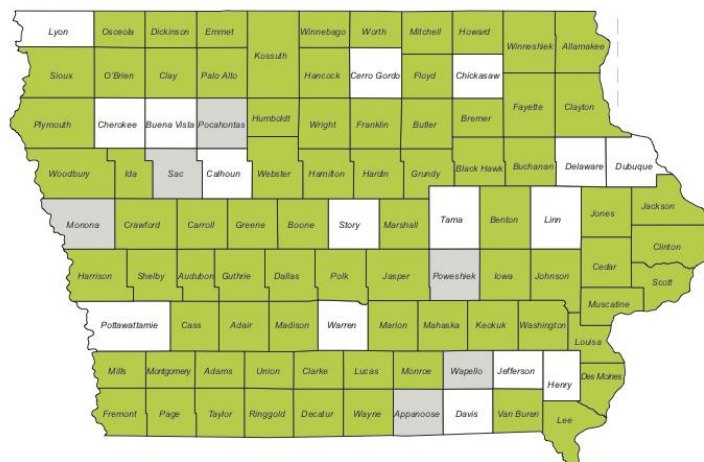 Lyon Osceola Dickinson Emmet Winnebago Worth Mitchell Howard
Kossuth Winneshiek Allamakee
Sioux O'Brien Clay Palo Alto Hancock Cerro Gordo Floyd Chickasaw
Plymouth Cherokee Buena Vista Pocahontas Humboldt Wright Franklin Butler Bremer Fayette Clayton
Woodbury Ida Sac Calhoun Webster Hamilton Hardin Grundy Black Hawk Buchanan Delaware Dubuque
Monona Crawford Carroll Greene Boone Story Marshall Tama Benton Linn Jones Jackson
Clinton
Harrison Shelby Audubon Guthrie Dallas Polk Jasper Poweshiek Iowa Johnson Cedar Scott
Muscatine
Pottawattamie Cass Adair Madison Warren Marion Mahaska Keokuk Washington
Louisa
Mills Montgomery Adams Union Clarke Lucas Monroe Wapello Jefferson Henry Des Moines
Fremont Page Taylor Ringgold Decatur Wayne Appanoose Davis Van Buren Lee